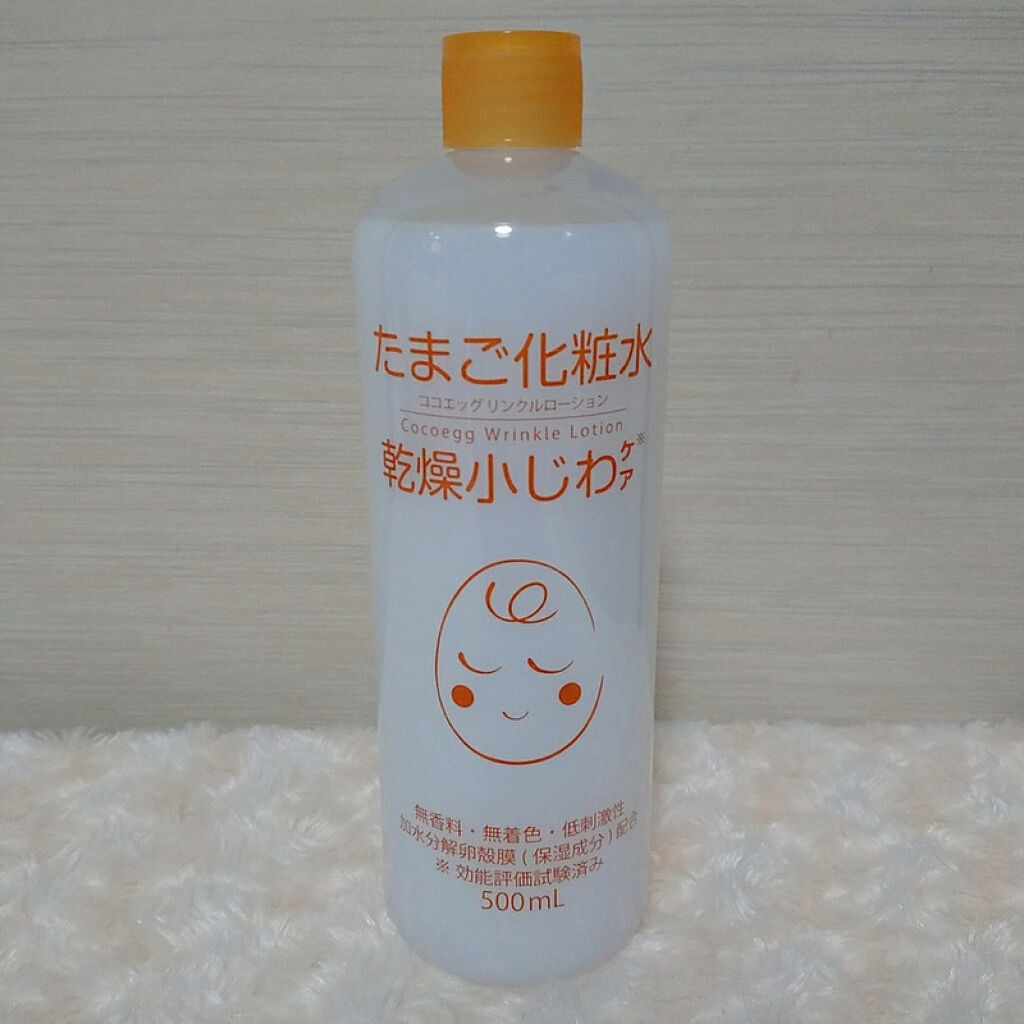 たまご化粧水
ココエッグ リンクルローション
Cocoegg Wrinkle Lotion
乾燥小じわケア※
無香料・無着色・低刺激性
加水分解卵殻膜(保湿成分)配合
※ 効能評価試験済み
500mL